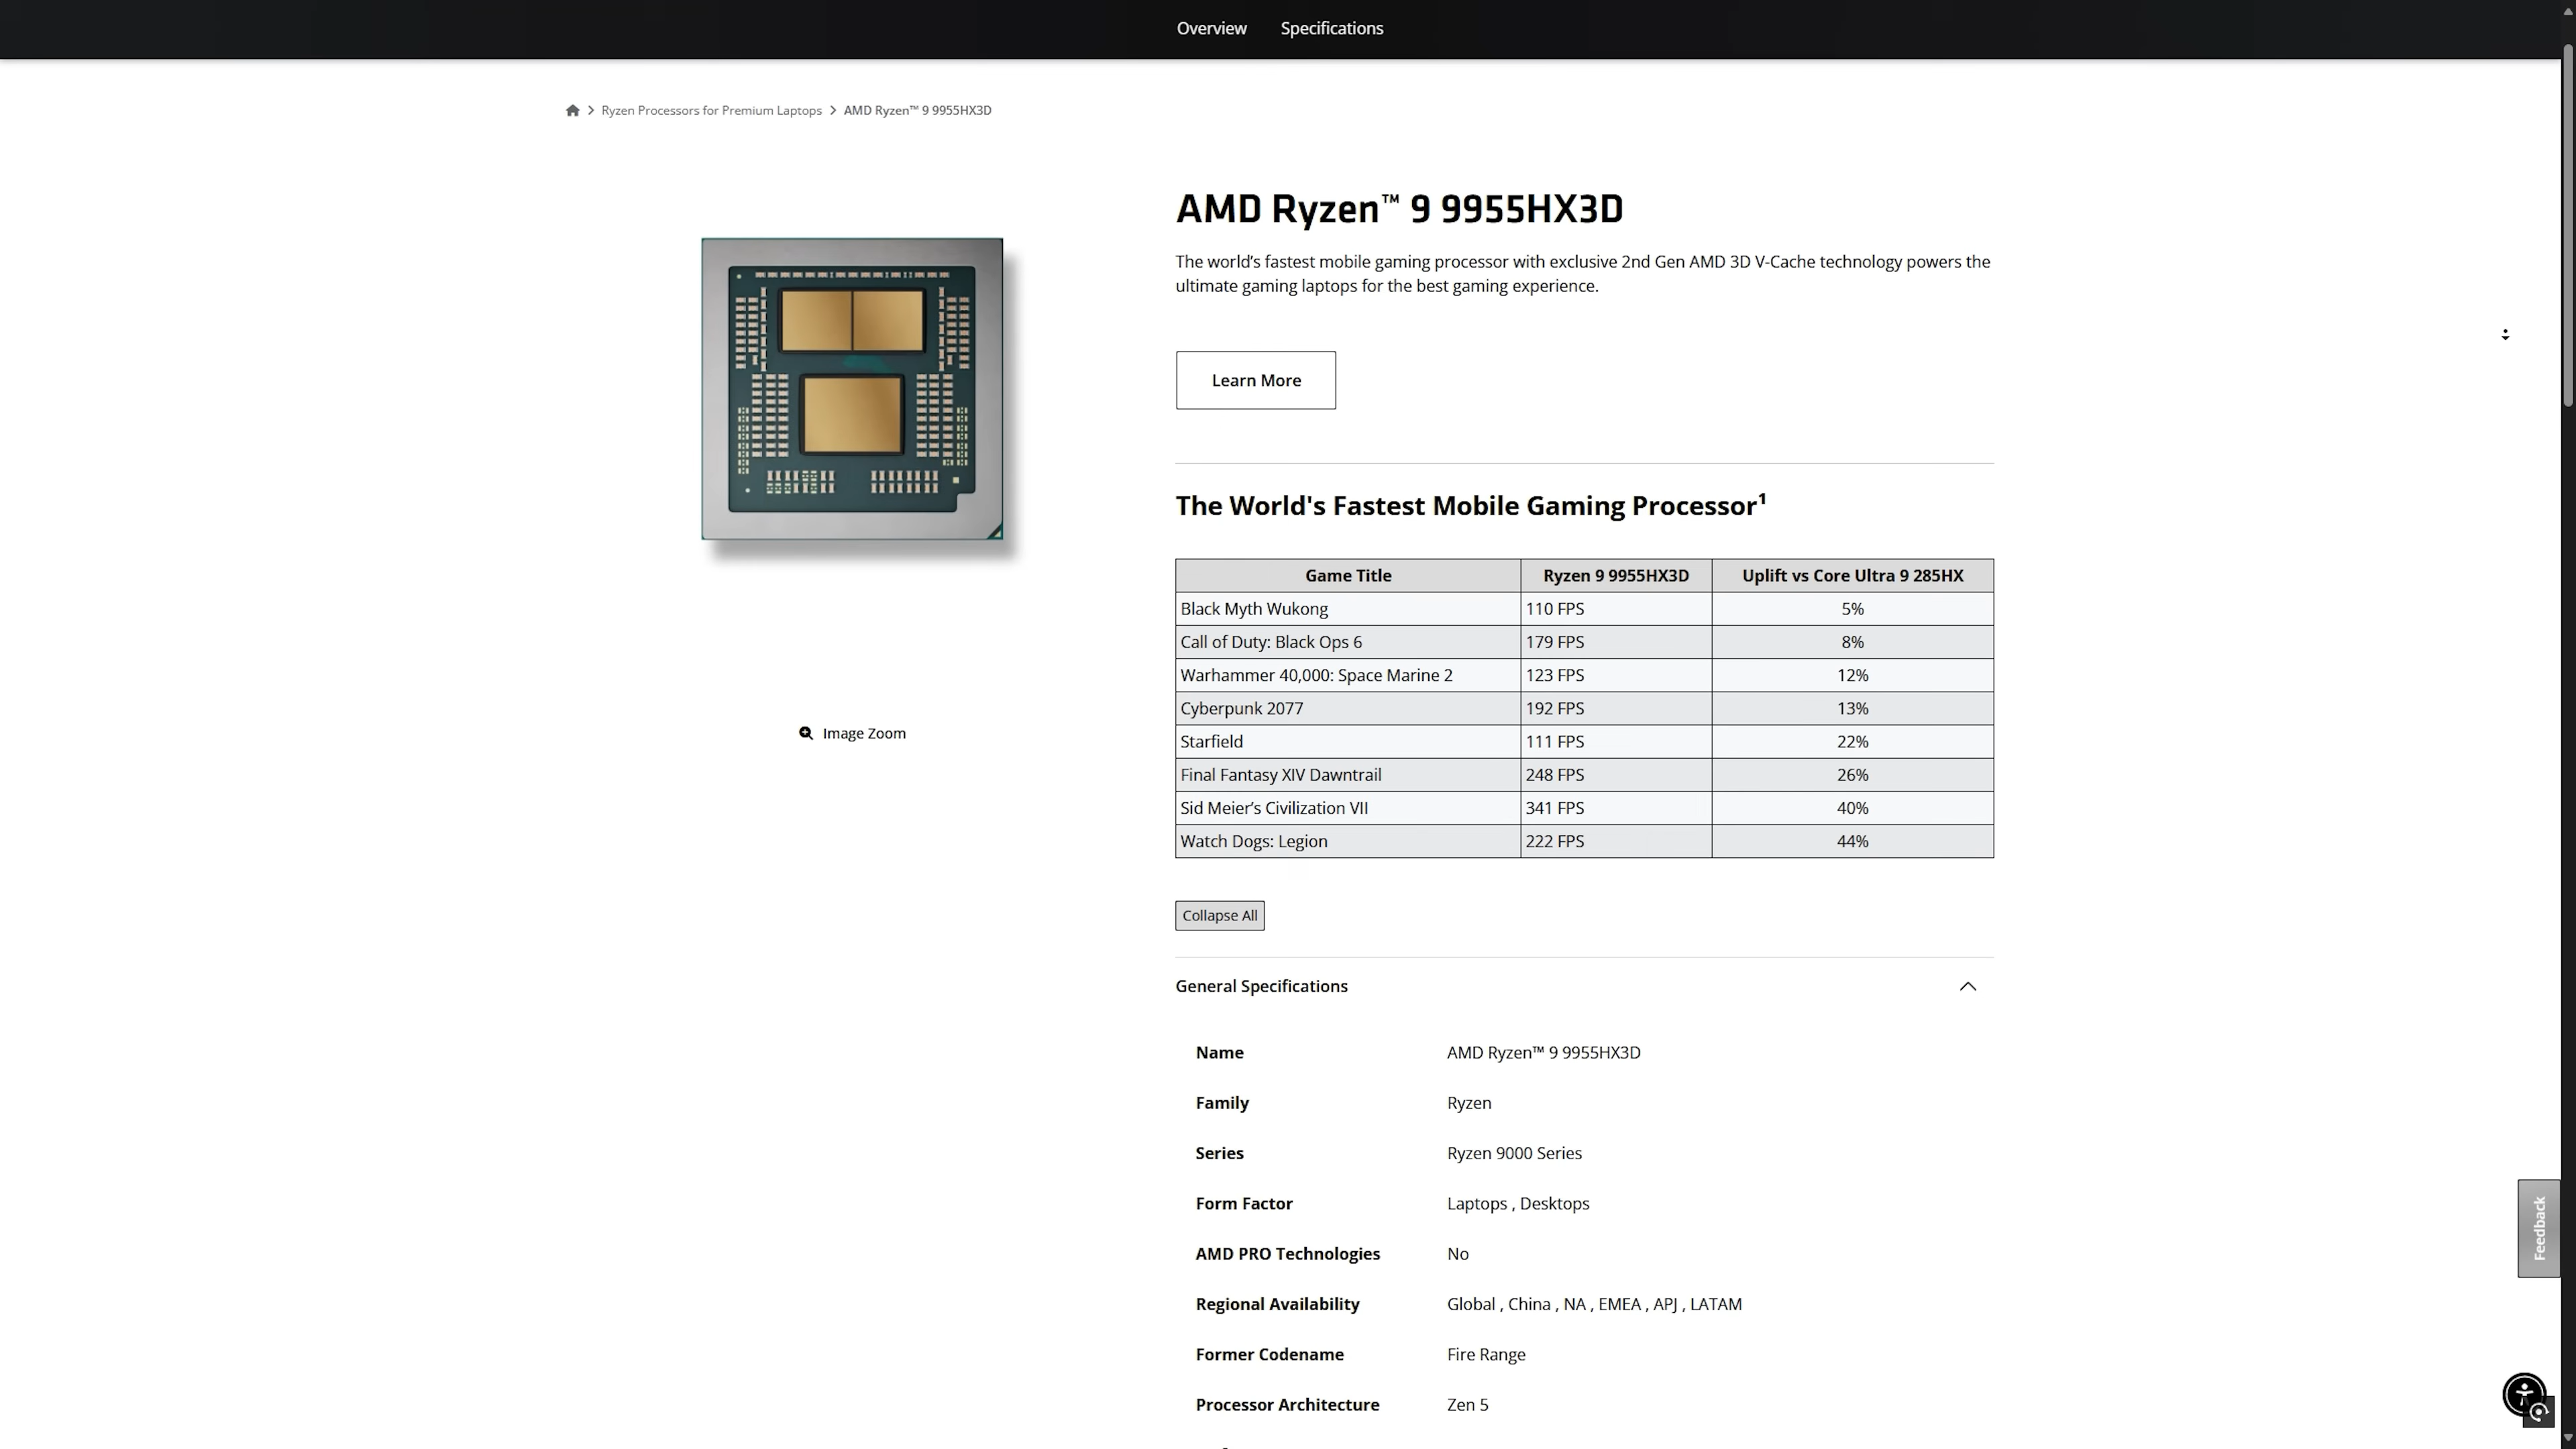 Overview Specifications
Ryzen Processors for Premium Laptops AMD Ryzen™ 9 9955HX3D
AMD Ryzen™ 9 9955HX3D
The world's fastest mobile gaming processor with exclusive 2nd Gen AMD 3D V-Cache technology powers the
ultimate gaming laptops for the best gaming experience.
Learn More
The World's Fastest Mobile Gaming Processor¹
Game Title Ryzen 9 9955HX3D Uplift vs Core Ultra 9 285HX
Black Myth Wukong 110 FPS 5%
Call of Duty: Black Ops 6 179 FPS 8%
Warhammer 40,000: Space Marine 2 123 FPS 12%
Cyberpunk 2077 192 FPS 13%
Starfield 111 FPS 22%
Final Fantasy XIV Dawntrail 248 FPS 26%
Sid Meier’s Civilization VII 341 FPS 40%
Watch Dogs: Legion 222 FPS 44%
Image Zoom
Collapse All
General Specifications
Name AMD Ryzen™ 9 9955HX3D
Family Ryzen
Series Ryzen 9000 Series
Form Factor Laptops , Desktops
AMD PRO Technologies No
Regional Availability Global , China , NA , EMEA , APJ , LATAM
Former Codename Fire Range
Processor Architecture Zen 5
Feedback